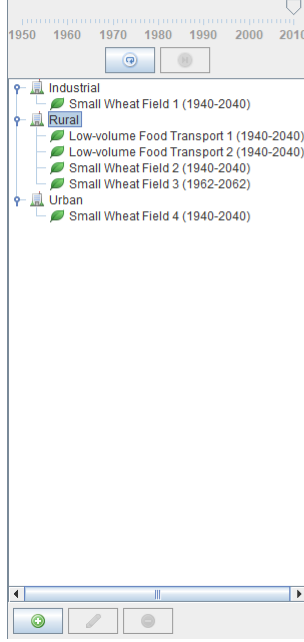 1950 1960 1970 1980 1990 2000 2010
Industrial
Small Wheat Field 1 (1940-2040)
Rural
Low-volume Food Transport 1 (1940-2040)
Low-volume Food Transport 2 (1940-2040)
Small Wheat Field 2 (1940-2040)
Small Wheat Field 3 (1962-2062)
Urban
Small Wheat Field 4 (1940-2040)